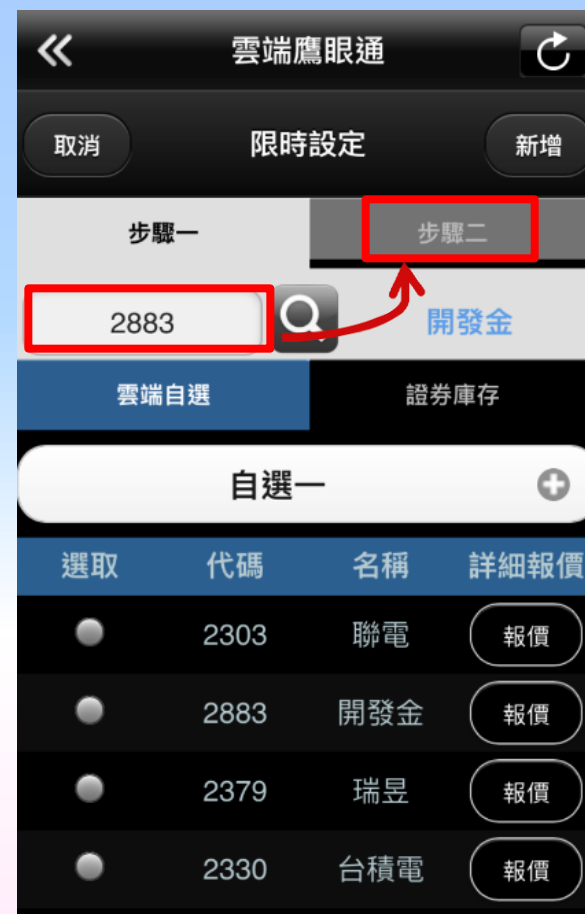 雲端鷹眼通
取消 限時設定 新增
步驟一 步驟二
2883 開發金
雲端自選 證券庫存
自選一
選取 代碼 名稱 詳細報價
2303 聯電 報價
2883 開發金 報價
2379 瑞昱 報價
2330 台積電 報價